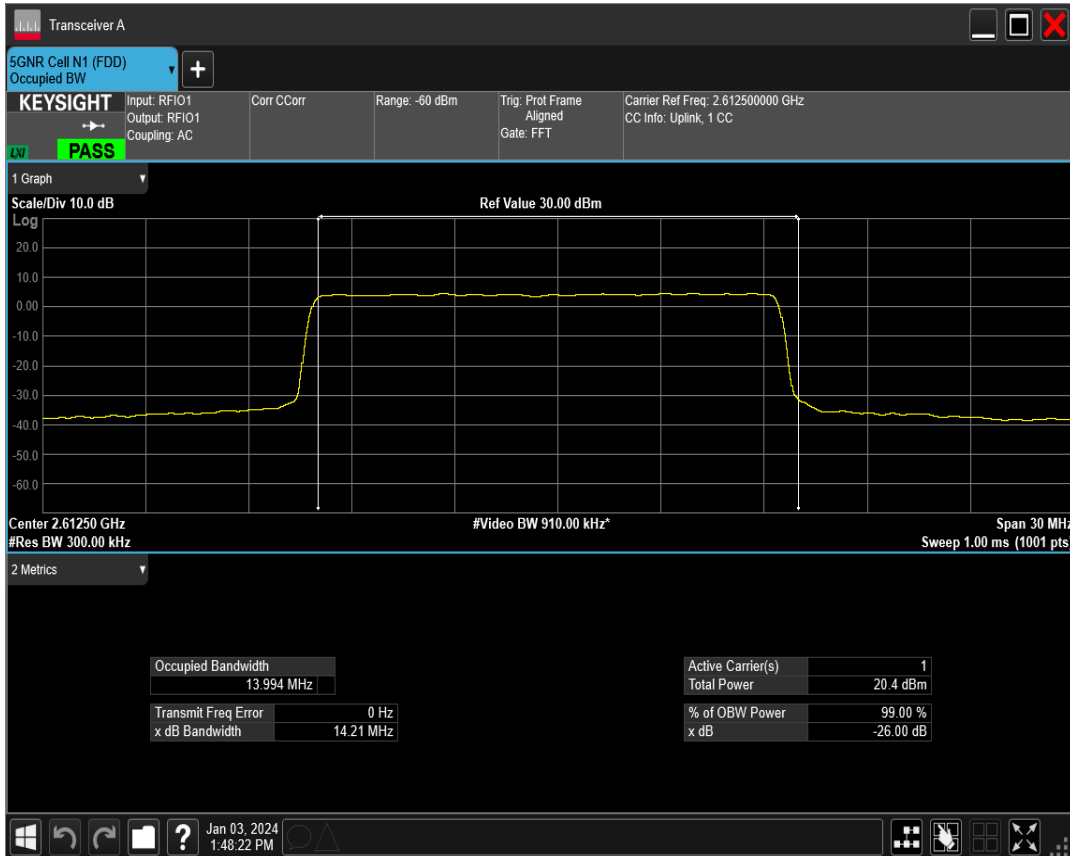 Transceiver A
5GNR Cell N1 (FDD)
Occupied BW
+
KEYSIGHT
LXI
PASS
Input: RFIO1
Output: RFIO1
Coupling: AC
Corr CCorr
Range: -60 dBm
Trig: Prot Frame
Aligned
Gate: FFT
Carrier Ref Freq: 2.612500000 GHz
CC Info: Uplink, 1 CC
1 Graph
Scale/Div 10.0 dB
Ref Value 30.00 dBm
Log
20.0
10.0
0.00
-10.0
-20.0
-30.0
-40.0
-50.0
-60.0
Center 2.61250 GHz
#Video BW 910.00 kHz*
Span 30 MHz
#Res BW 300.00 kHz
Sweep 1.00 ms (1001 pts)
2 Metrics
Occupied Bandwidth
13.994 MHz
Transmit Freq Error 0 Hz
x dB Bandwidth 14.21 MHz
Active Carrier(s) 1
Total Power 20.4 dBm
% of OBW Power 99.00 %
x dB -26.00 dB
?
Jan 03, 2024
1:48:22 PM